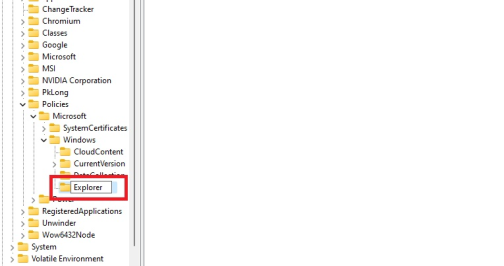 ChangeTracker
Chromium
Classes
Google
Microsoft
MSI
NVIDIA Corporation
PkLong
Policies
Microsoft
SystemCertificates
Windows
CloudContent
CurrentVersion
DataCollection
Explorer
Power
RegisteredApplications
Unwinder
Wow6432Node
System
Volatile Environment